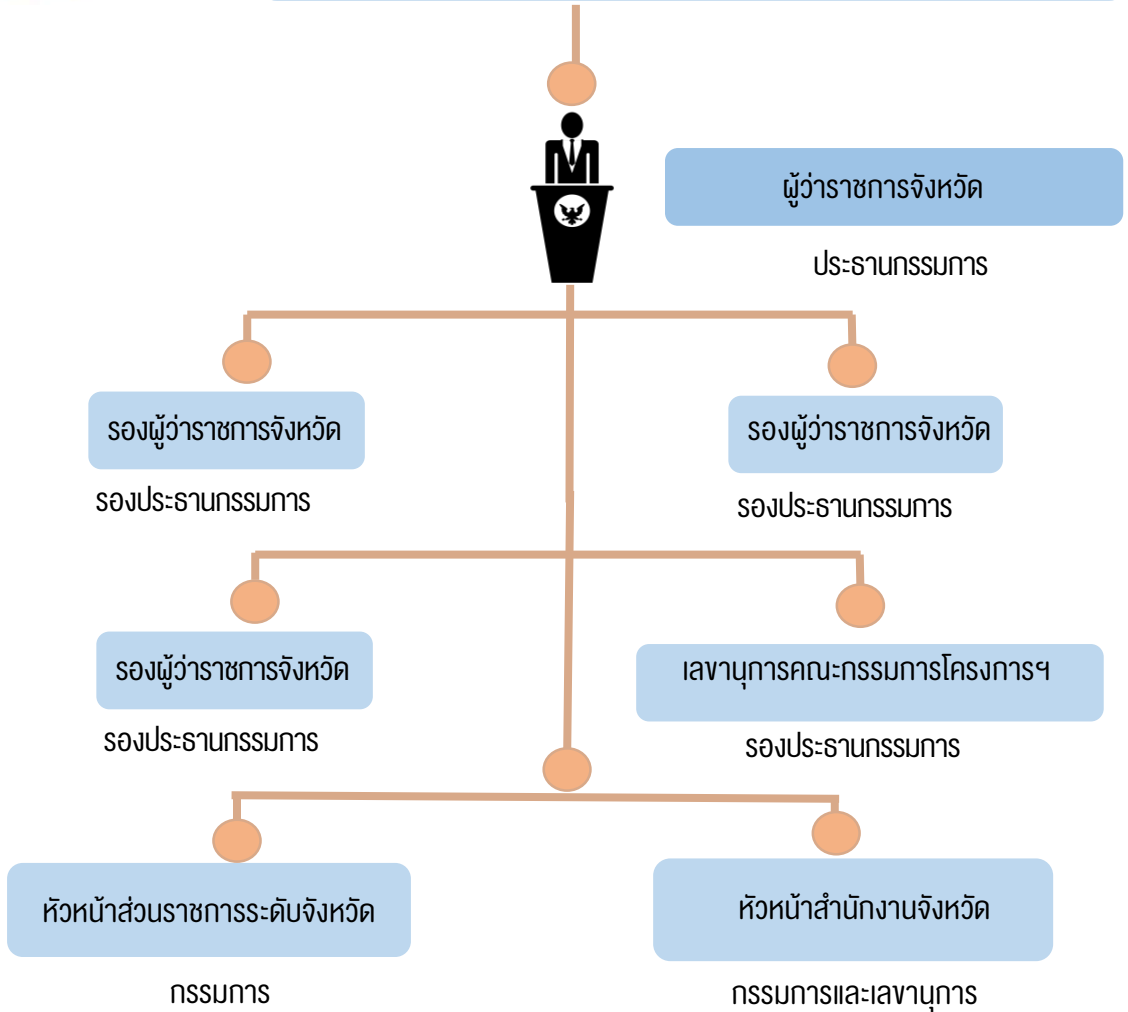 ผู้ว่าราชการจังหวัด
ประธานกรรมการ
รองผู้ว่าราชการจังหวัด
รองผู้ว่าราชการจังหวัด
รองประธานกรรมการ
รองประธานกรรมการ
รองผู้ว่าราชการจังหวัด
เลขานุการคณะกรรมการโครงการฯ
รองประธานกรรมการ
รองประธานกรรมการ
หัวหน้าส่วนราชการระดับจังหวัด
หัวหน้าสำนักงานจังหวัด
กรรมการ
กรรมการและเลขานุการ